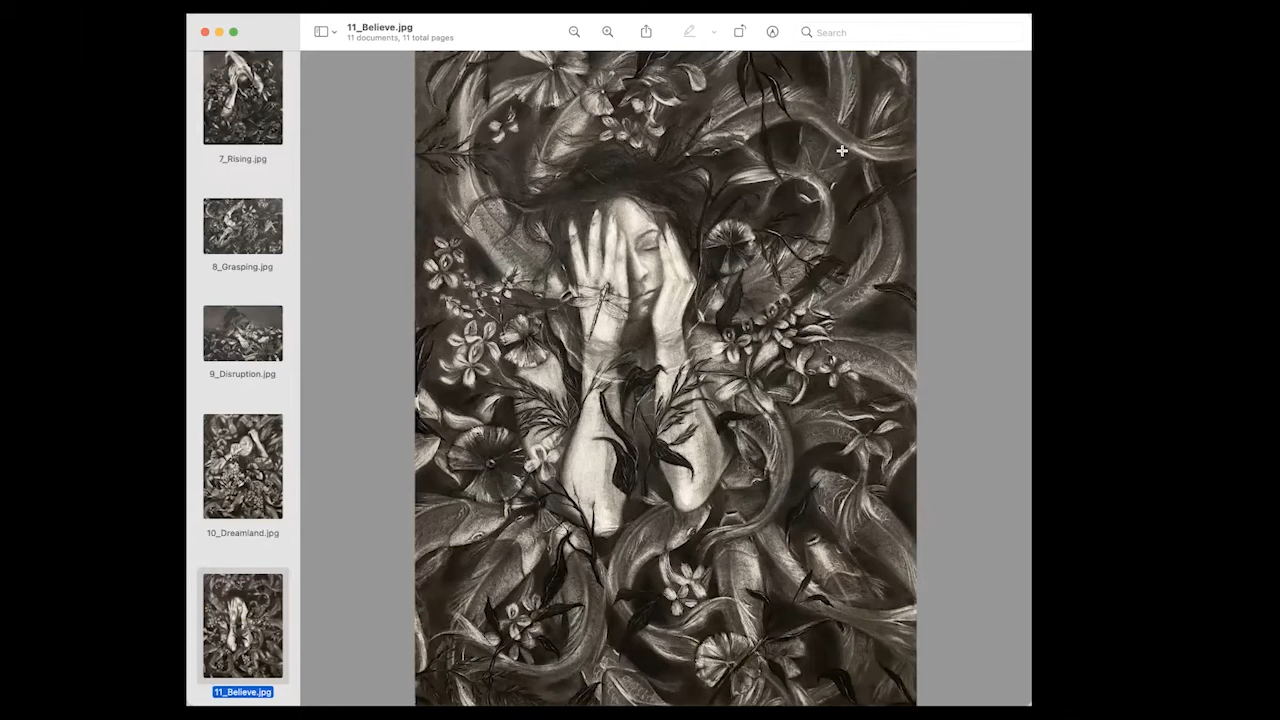 11_Believe.jpg
11 documents, 11 total pages
Search
7_Rising.jpg
8_Grasping.jpg
9_Disruption.jpg
10_Dreamland.jpg
11_Believe.jpg